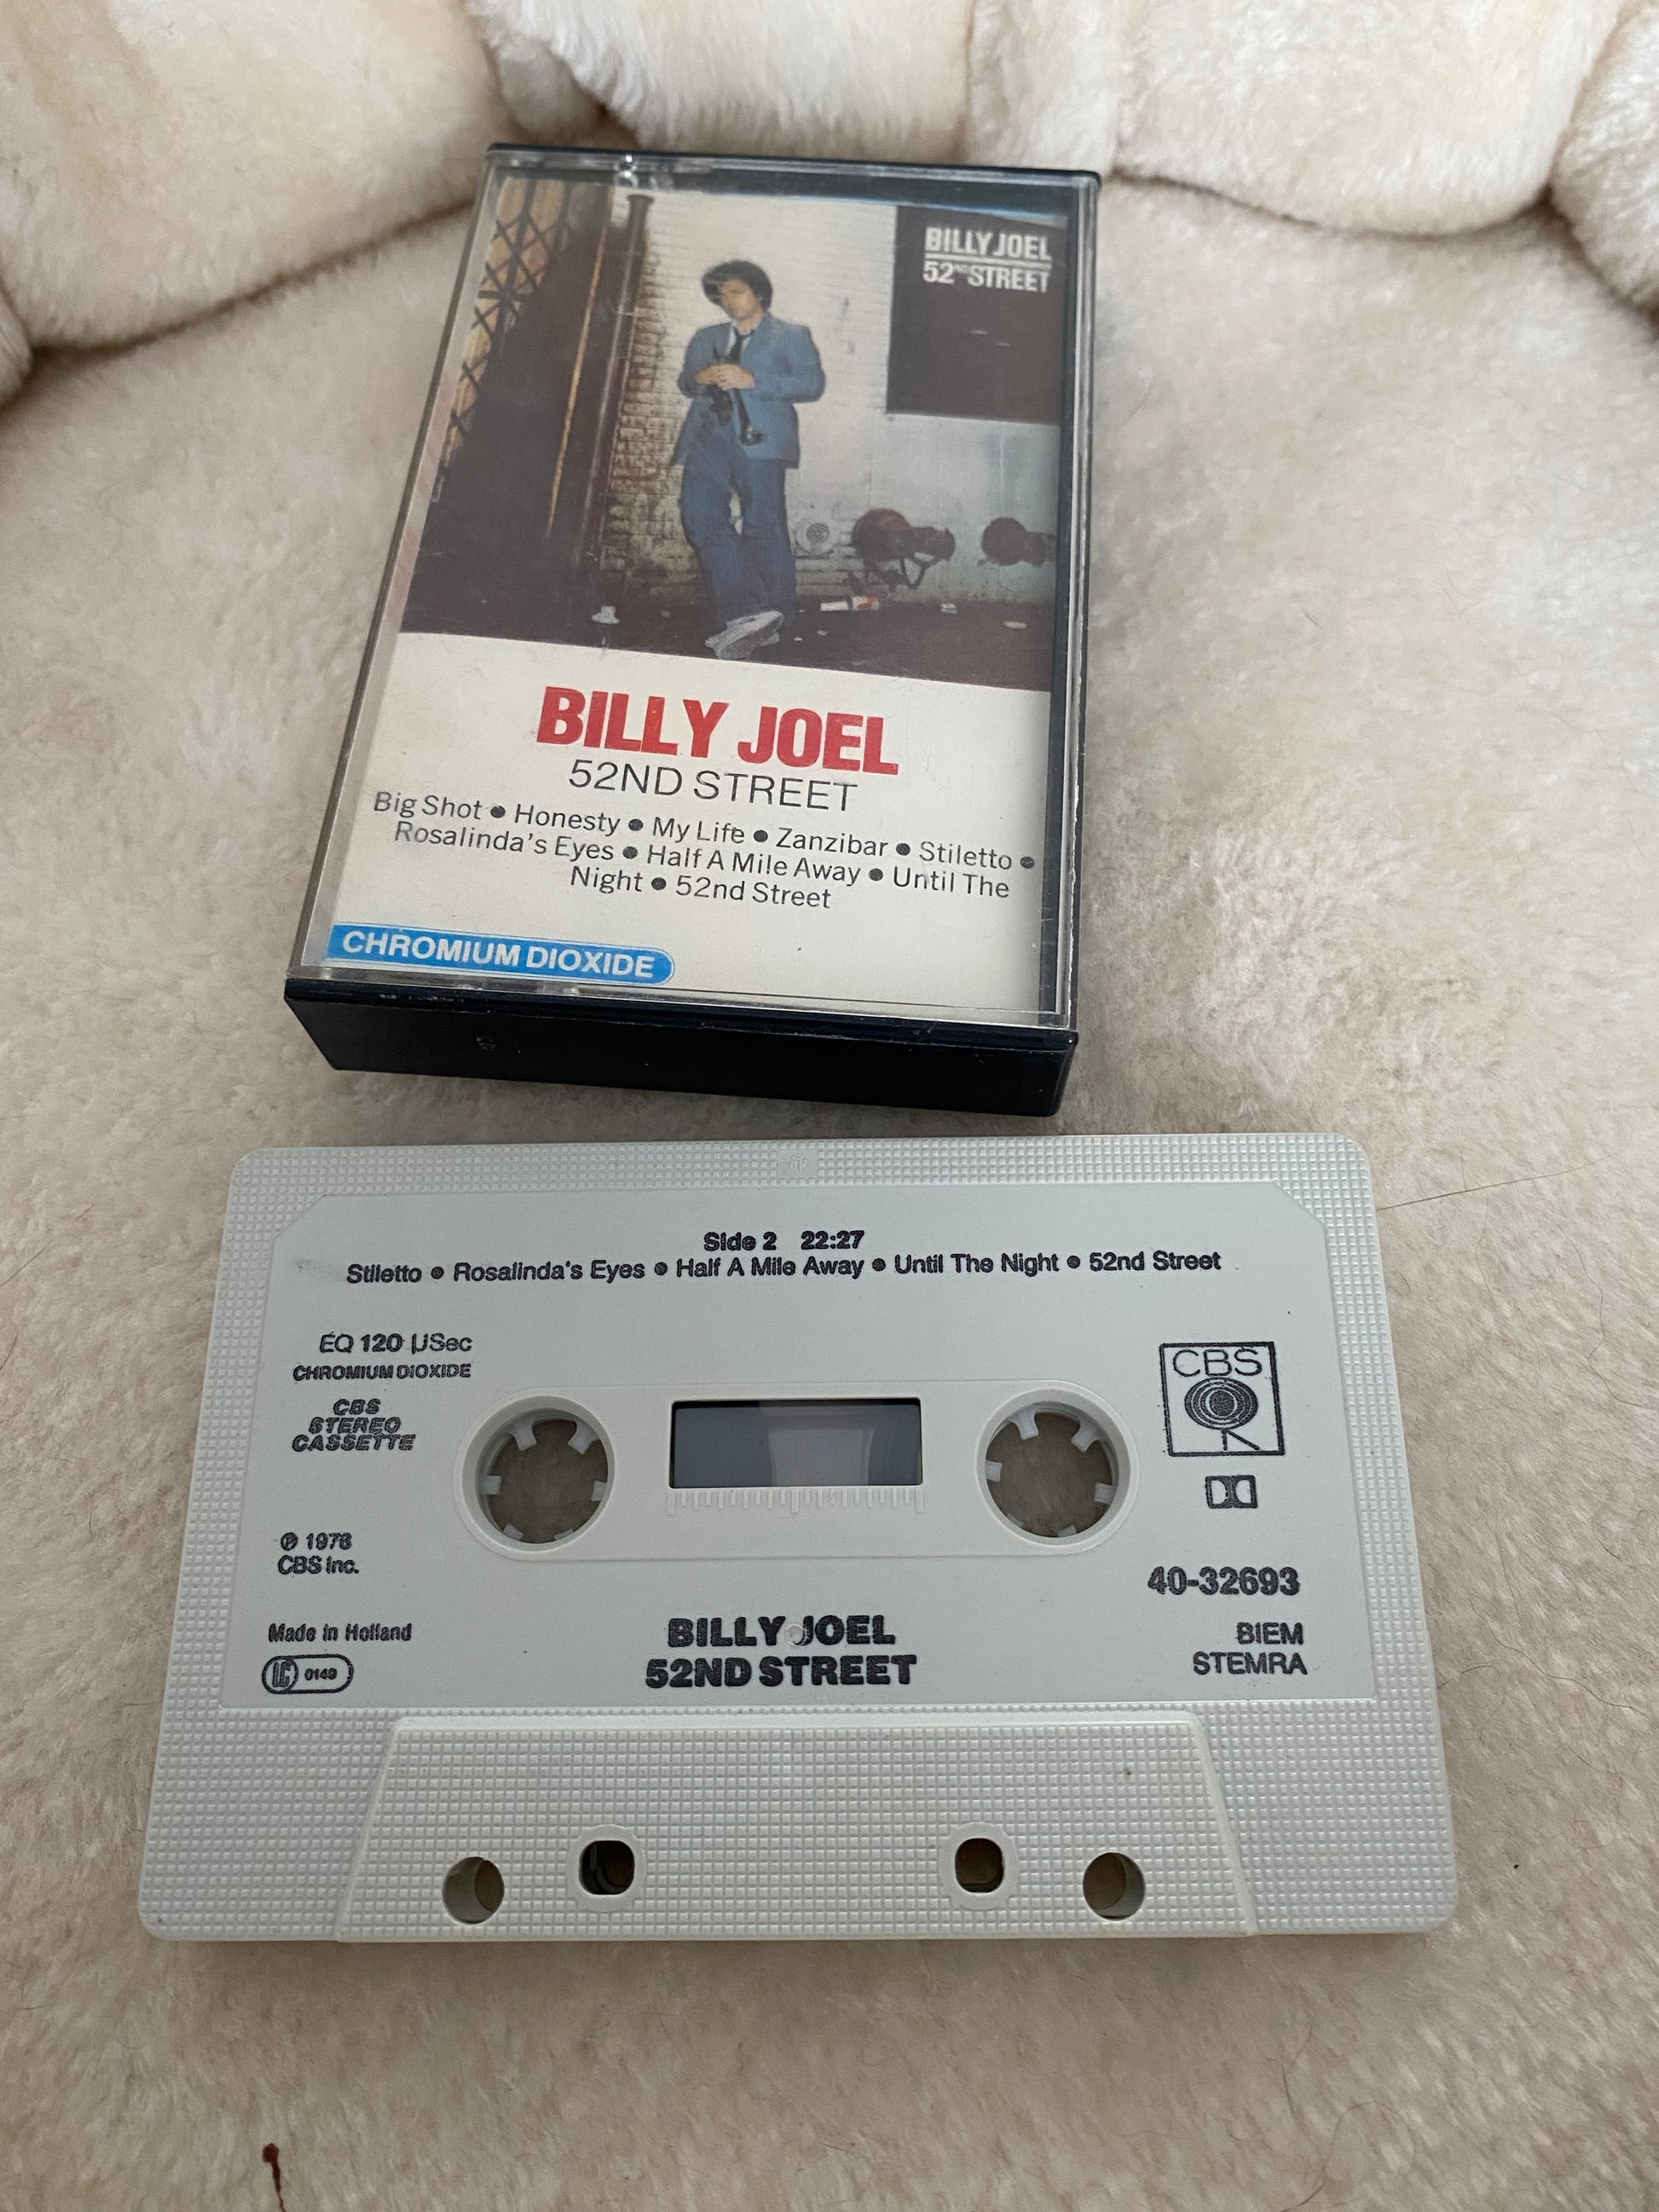 BILLY JOEL
52ND STREET
BILLY JOEL
52ND STREET
Big Shot ● Honesty ● My Life ● Zanzibar ● Stiletto ●
Rosalinda's Eyes ● Half A Mile Away ● Until The
Night ● 52nd Street
CHROMIUM DIOXIDE
Side 2 22:27
Stiletto ● Rosalinda's Eyes ● Half A Mile Away ● Until The Night ● 52nd Street
EQ 120 µSec
CHROMIUM DIOXIDE
CBS
STEREO
CASSETTE
CBS
℗ 1978
CBS Inc.
40-32693
Made in Holland
LC 0149
BILLY JOEL
52ND STREET
BIEM
STEMRA